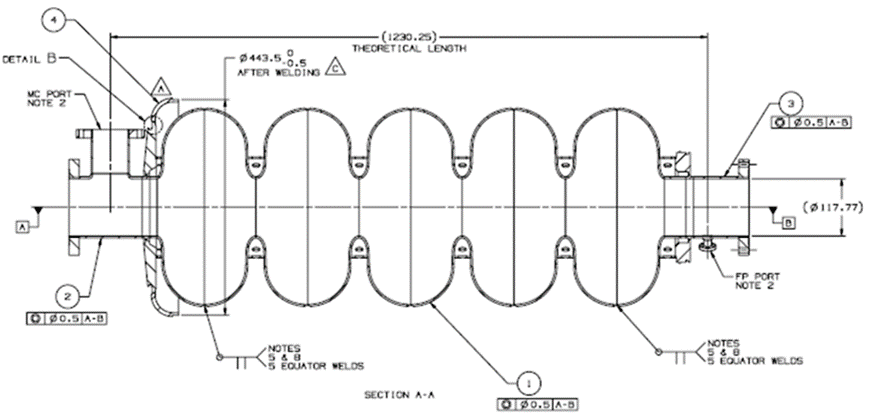 4
(1230.25)
THEORETICAL LENGTH
DETAIL B
Ø443.5 0
-0.5
AFTER WELDING C
A
MC PORT
NOTE 2
3
Ø0.5 A-B
A
B
(Ø117.77)
2
Ø0.5 A-B
FP PORT
NOTE 2
NOTES
5 & 8
5 EQUATOR WELDS
NOTES
5 & 8
5 EQUATOR WELDS
1
Ø0.5 A-B
SECTION A-A